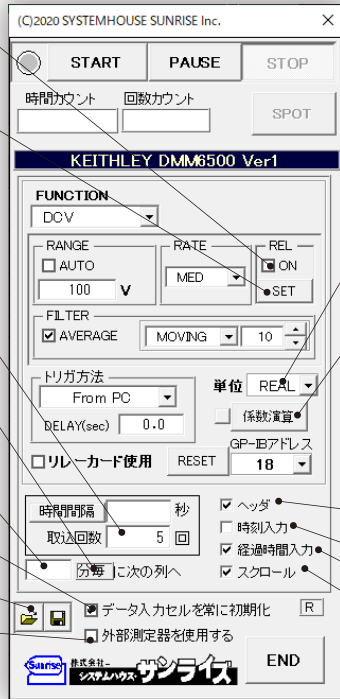 (C)2020 SYSTEMHOUSE SUNRISE Inc. ×
START PAUSE STOP
時間カウント 回数カウント
SPOT
KEITHLEY DMM6500 Ver1
FUNCTION
DCV
RANGE RATE REL
AUTO MED ON
100 V SET
FILTER
AVERAGE MOVING 10
トリガ方法 単位 REAL
From PC
DELAY(sec) 0.0 係数演算
GP-IBアドレス
リレーカード使用 RESET 18
時間間隔 秒 ヘッダ
時刻入力
取込回数 5 回 経過時間入力
分毎 に次の列へ スクロール
データ入力セルを常に初期化 R
外部測定器を使用する
Sunrise 株式会社 システムハウス・サンライズ END